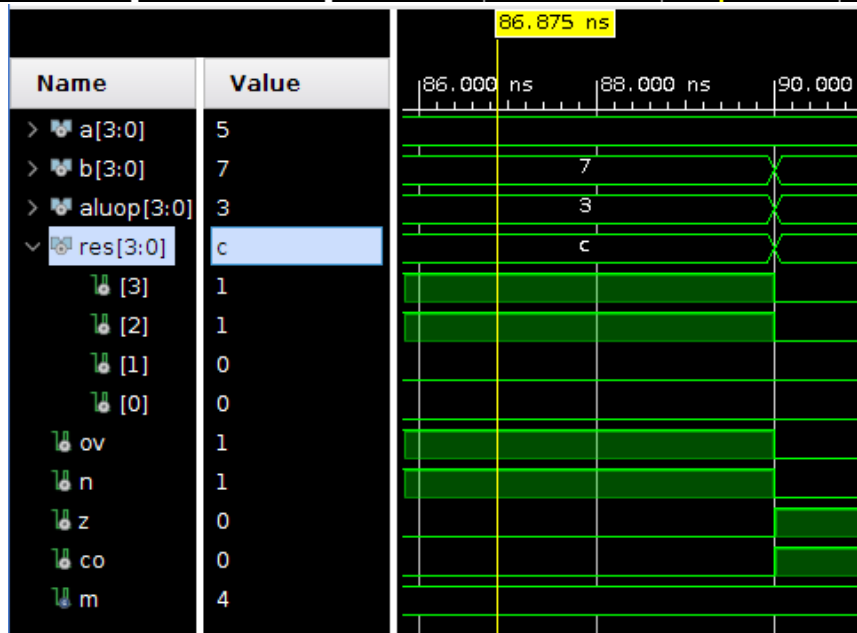 86.875 ns
Name Value
86.000 ns 88.000 ns 90.000
a[3:0] 5
b[3:0] 7 7
aluop[3:0] 3 3
res[3:0] c c
[3] 1
[2] 1
[1] 0
[0] 0
ov 1
n 1
z 0
co 0
m 4